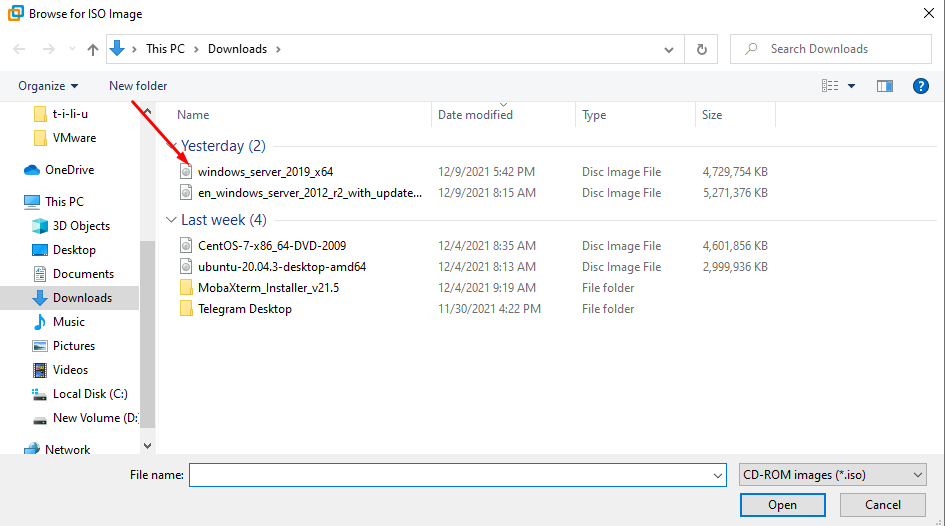 Browse for ISO Image
This PC
Downloads
Search Downloads
Organize
New folder
?
t-i-li-u
VMware
OneDrive
This PC
3D Objects
Desktop
Documents
Downloads
Music
Pictures
Videos
Local Disk (C:)
New Volume (D:
Network
Name Date modified Type Size
Yesterday (2)
windows_server_2019_x64 12/9/2021 5:42 PM Disc Image File 4,729,754 KB
en_windows_server_2012_r2_with_update... 12/9/2021 8:15 AM Disc Image File 5,271,376 KB
Last week (4)
CentOS-7-x86_64-DVD-2009 12/4/2021 8:35 AM Disc Image File 4,601,856 KB
ubuntu-20.04.3-desktop-amd64 12/4/2021 8:13 AM Disc Image File 2,999,936 KB
MobaXterm_Installer_v21.5 12/4/2021 9:19 AM File folder
Telegram Desktop 11/30/2021 4:22 PM File folder
File name:
CD-ROM images (*.iso)
Open
Cancel